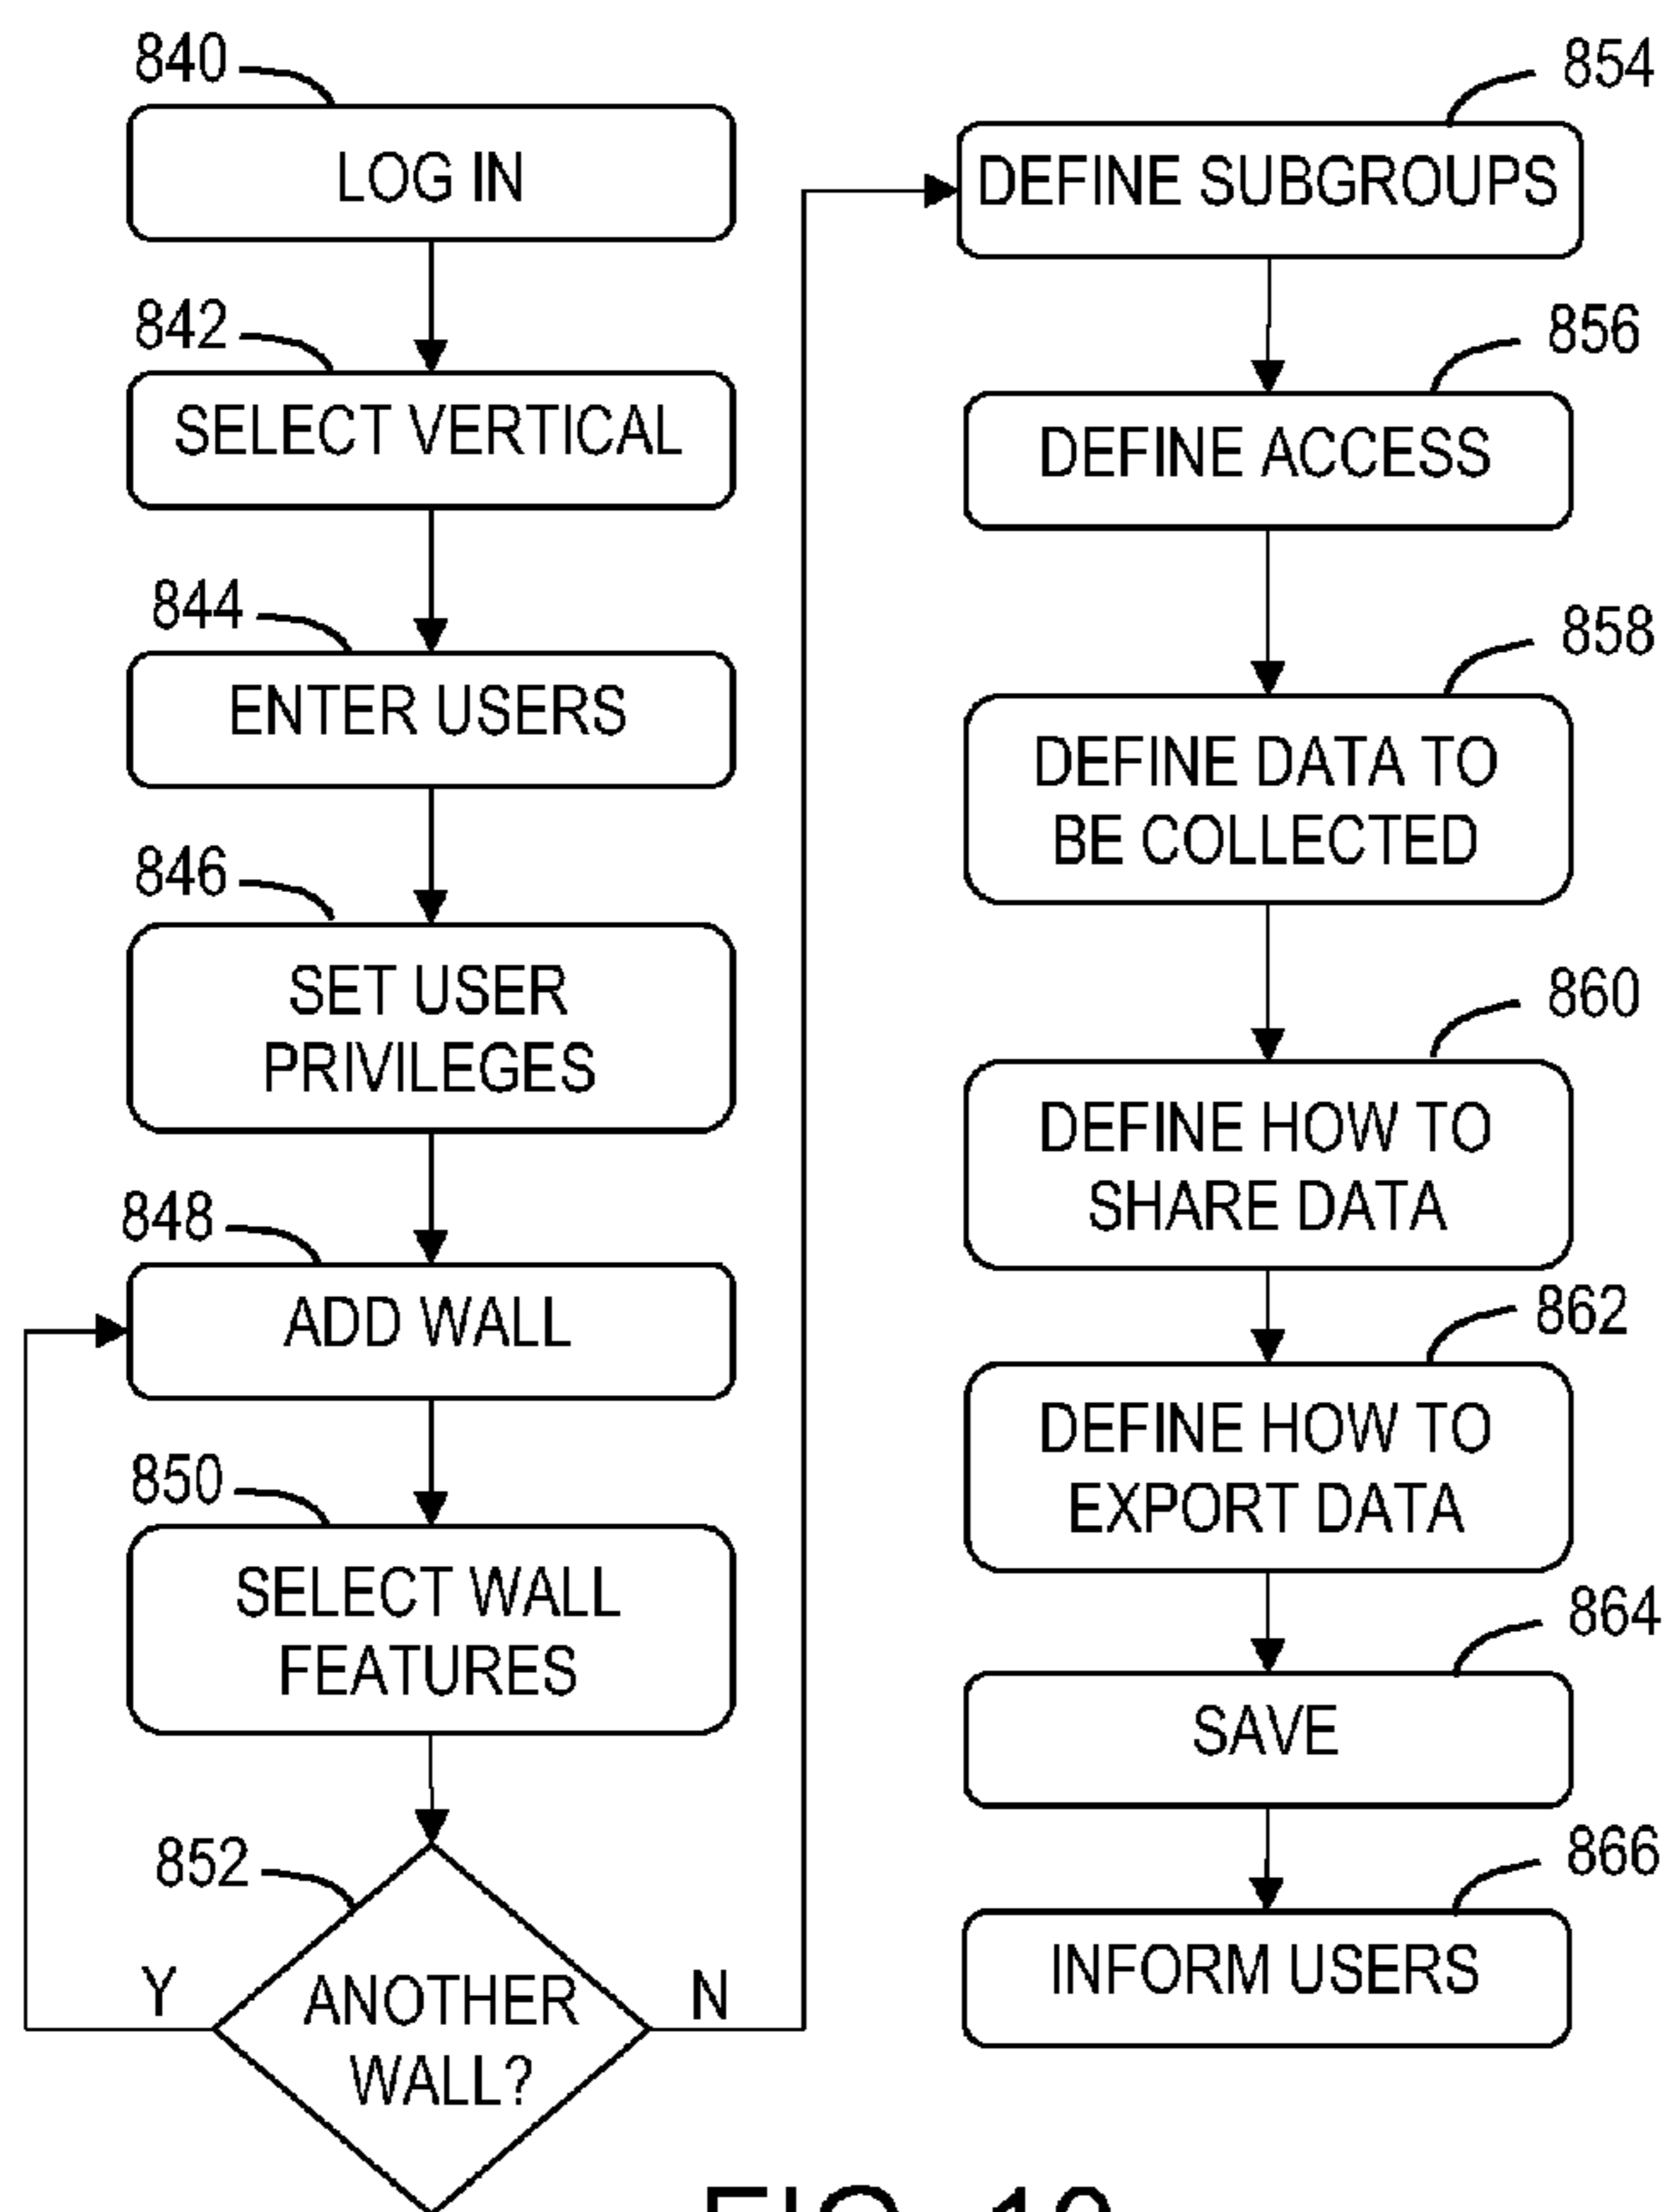 840
LOG IN
842
SELECT VERTICAL
844
ENTER USERS
846
SET USER
PRIVILEGES
848
ADD WALL
850
SELECT WALL
FEATURES
852
ANOTHER
WALL?
Y
N
854
DEFINE SUBGROUPS
856
DEFINE ACCESS
858
DEFINE DATA TO
BE COLLECTED
860
DEFINE HOW TO
SHARE DATA
862
DEFINE HOW TO
EXPORT DATA
864
SAVE
866
INFORM USERS
FIG.